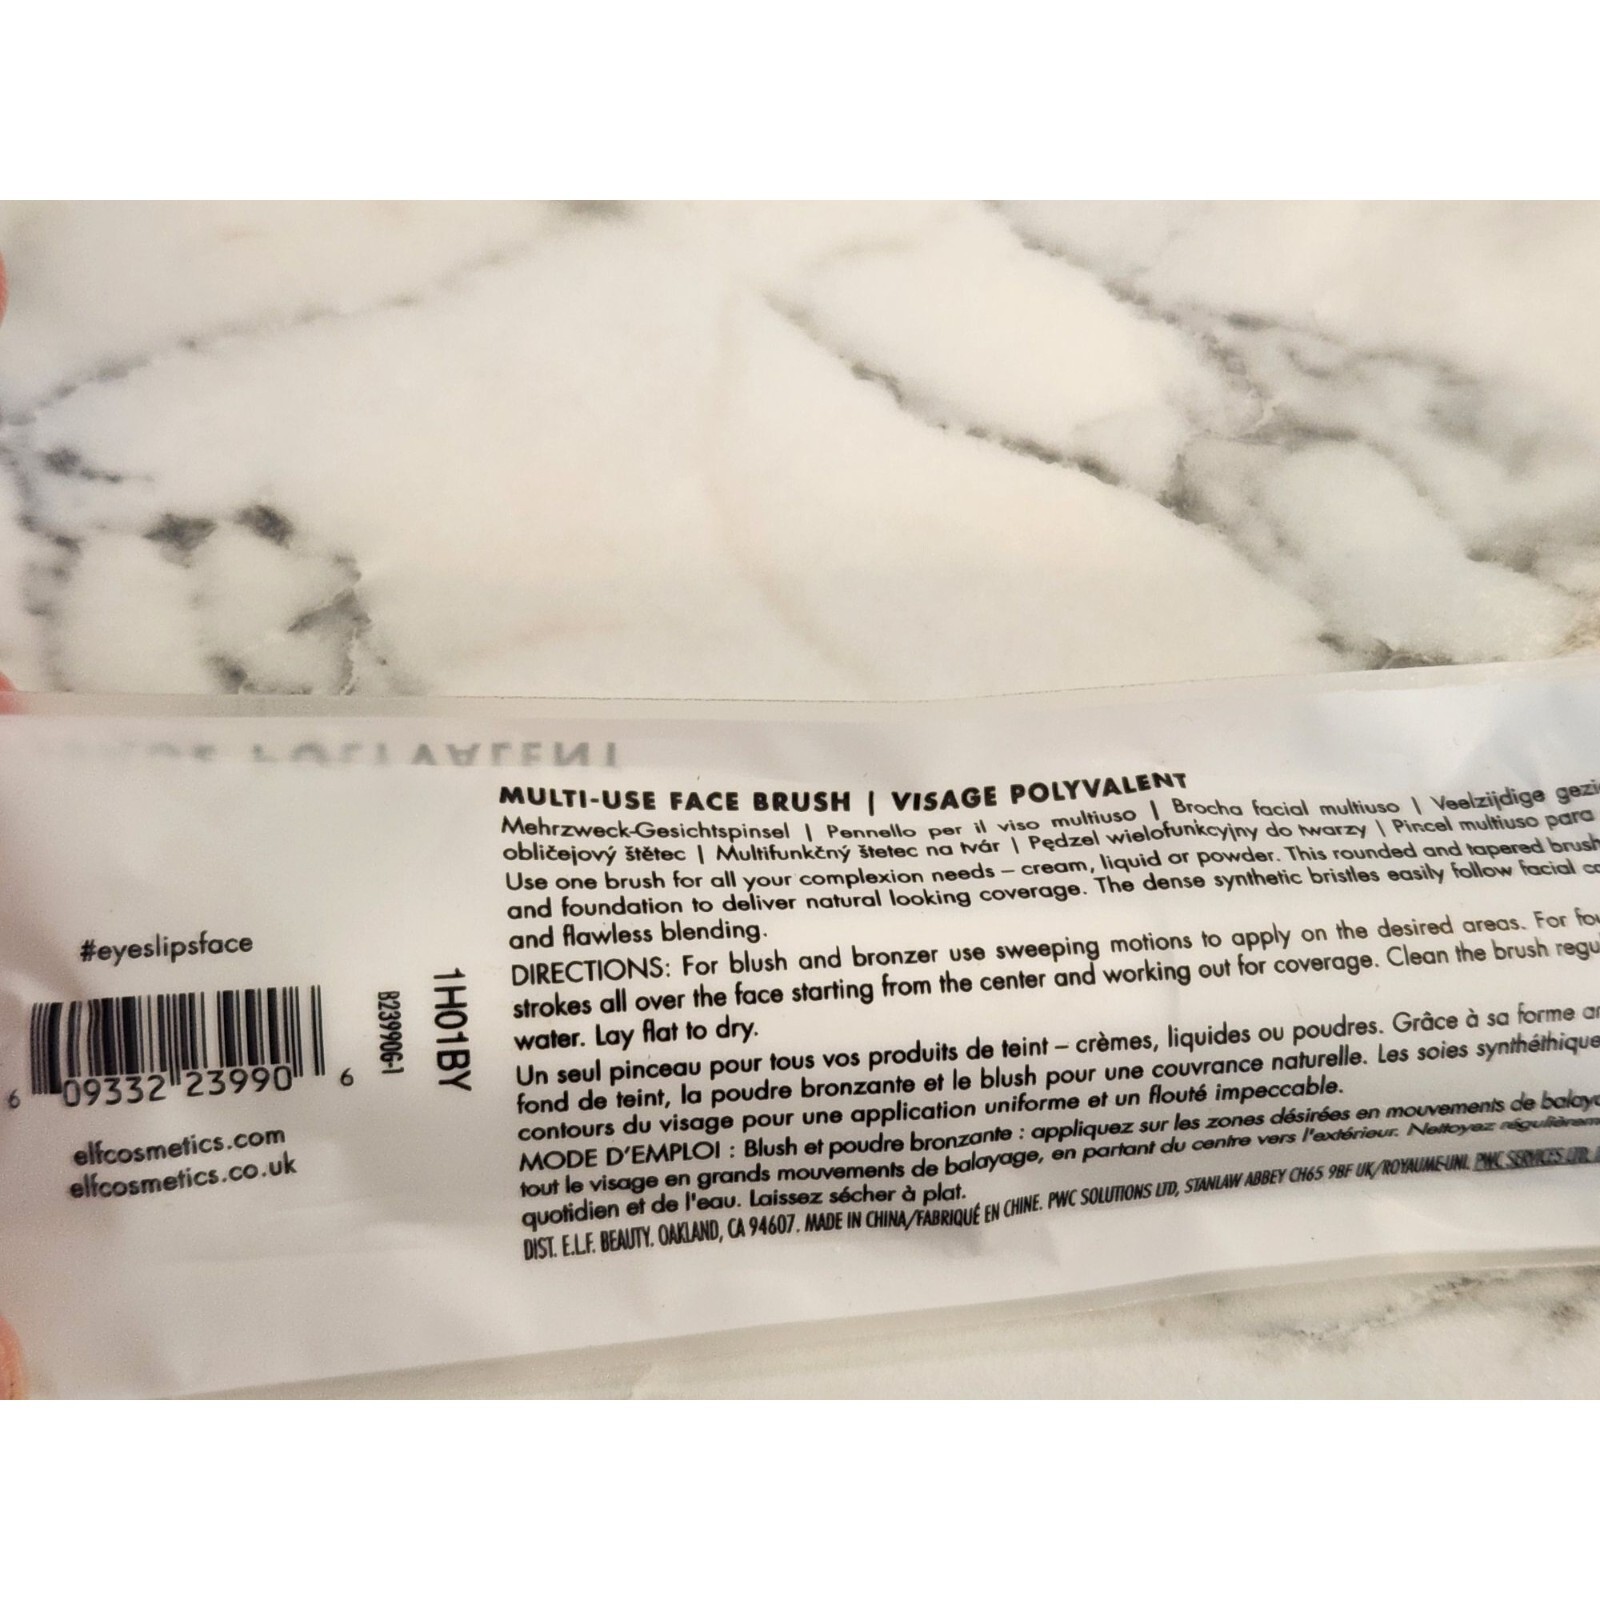 #eyeslipsface
6 09332 23990 6
elfcosmetics.com
elfcosmetics.co.uk
B239906-1
1H01BY
MULTI-USE FACE BRUSH | VISAGE POLYVALENT
Mehrzweck-Gesichtspinsel | Pennello per il viso multiuso | Brocha facial multiuso | Veelzijdige
obličejový štětec | Multifunkčný štetec na tvár | Pędzel wielofunkcyjny do twarzy | Pincel multiuso para
Use one brush for all your complexion needs – cream, liquid or powder. This rounded and tapered brush
and foundation to deliver natural looking coverage. The dense synthetic bristles easily follow facial
and flawless blending.
DIRECTIONS: For blush and bronzer use sweeping motions to apply on the desired areas. For
strokes all over the face starting from the center and working out for coverage. Clean the brush
water. Lay flat to dry.
Un seul pinceau pour tous vos produits de teint – crèmes, liquides ou poudres. Grâce à sa forme
fond de teint, la poudre bronzante et le blush pour une couvrance naturelle. Les soies synthéthique
contours du visage pour une application uniforme et un flouté impeccable.
MODE D'EMPLOI : Blush et poudre bronzante : appliquez sur les zones désirées en mouvements de
tout le visage en grands mouvements de balayage, en partant du centre vers l'extérieur. Nettoyez
quotidien et de l'eau. Laissez sécher à plat.
DIST. E.L.F. BEAUTY. OAKLAND, CA 94607. MADE IN CHINA/FABRIQUÉ EN CHINE. PWC SOLUTIONS LTD, STANLAW ABBEY CH65 9BF UK/ROYAUME-UNI. PWC SERVICES LTD.